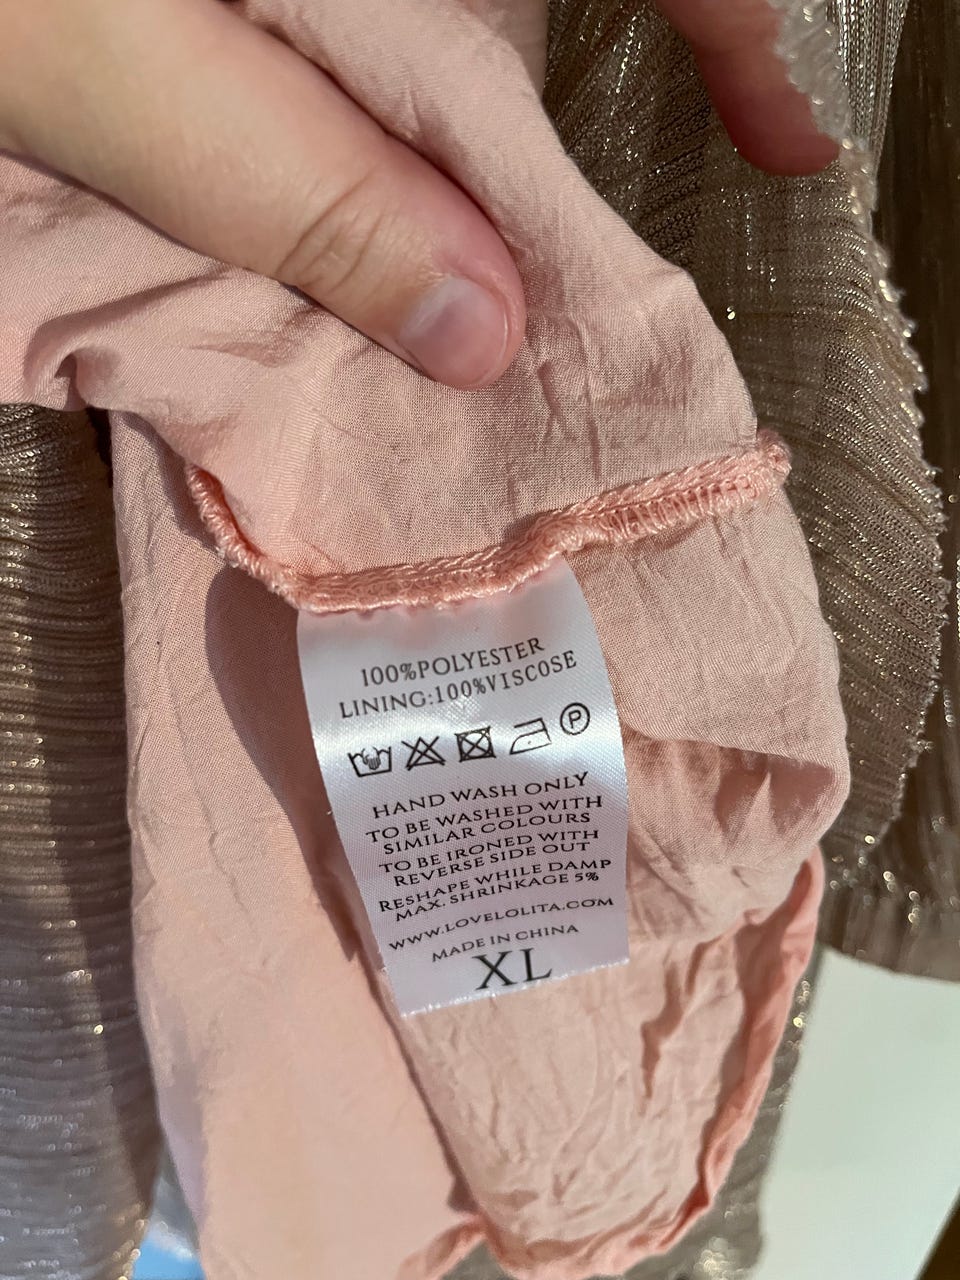 100%POLYESTER
LINING:100%VISCOSE
P
HAND WASH ONLY
TO BE WASHED WITH
SIMILAR COLOURS
TO BE IRONED WITH
REVERSE SIDE OUT
RESHAPE WHILE DAMP
MAX. SHRINKAGE 5%
WWW.LOVELOLITA.COM
MADE IN CHINA
XL